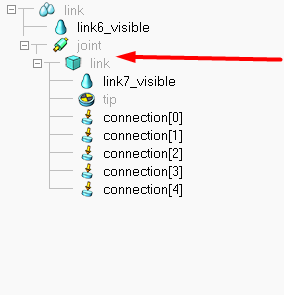 link
link6_visible
joint
link
link7_visible
tip
connection[0]
connection[1]
connection[2]
connection[3]
connection[4]